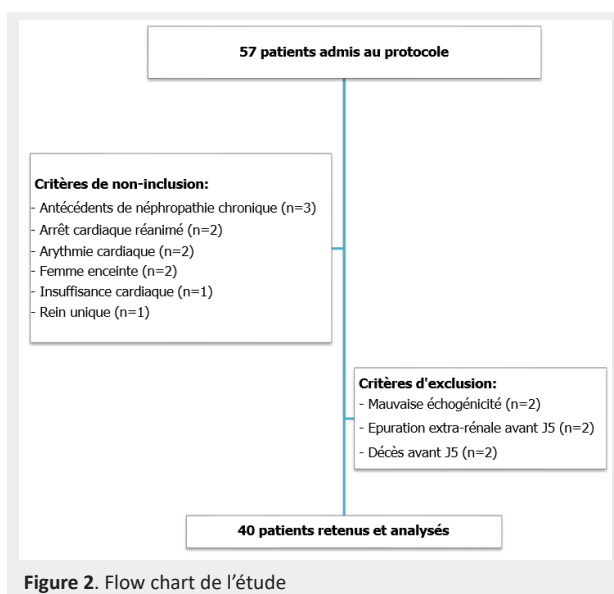 57 patients admis au protocole
Critères de non-inclusion:
- Antécédents de néphropathie chronique (n=3)
- Arrêt cardiaque réanimé (n=2)
- Arythmie cardiaque (n=2)
- Femme enceinte (n=2)
- Insuffisance cardiaque (n=1)
- Rein unique (n=1)
Critères d'exclusion:
- Mauvaise échogénicité (n=2)
- Epuration extra-rénale avant J5 (n=2)
- Décès avant J5 (n=2)
40 patients retenus et analysés
Figure 2. Flow chart de l’étude